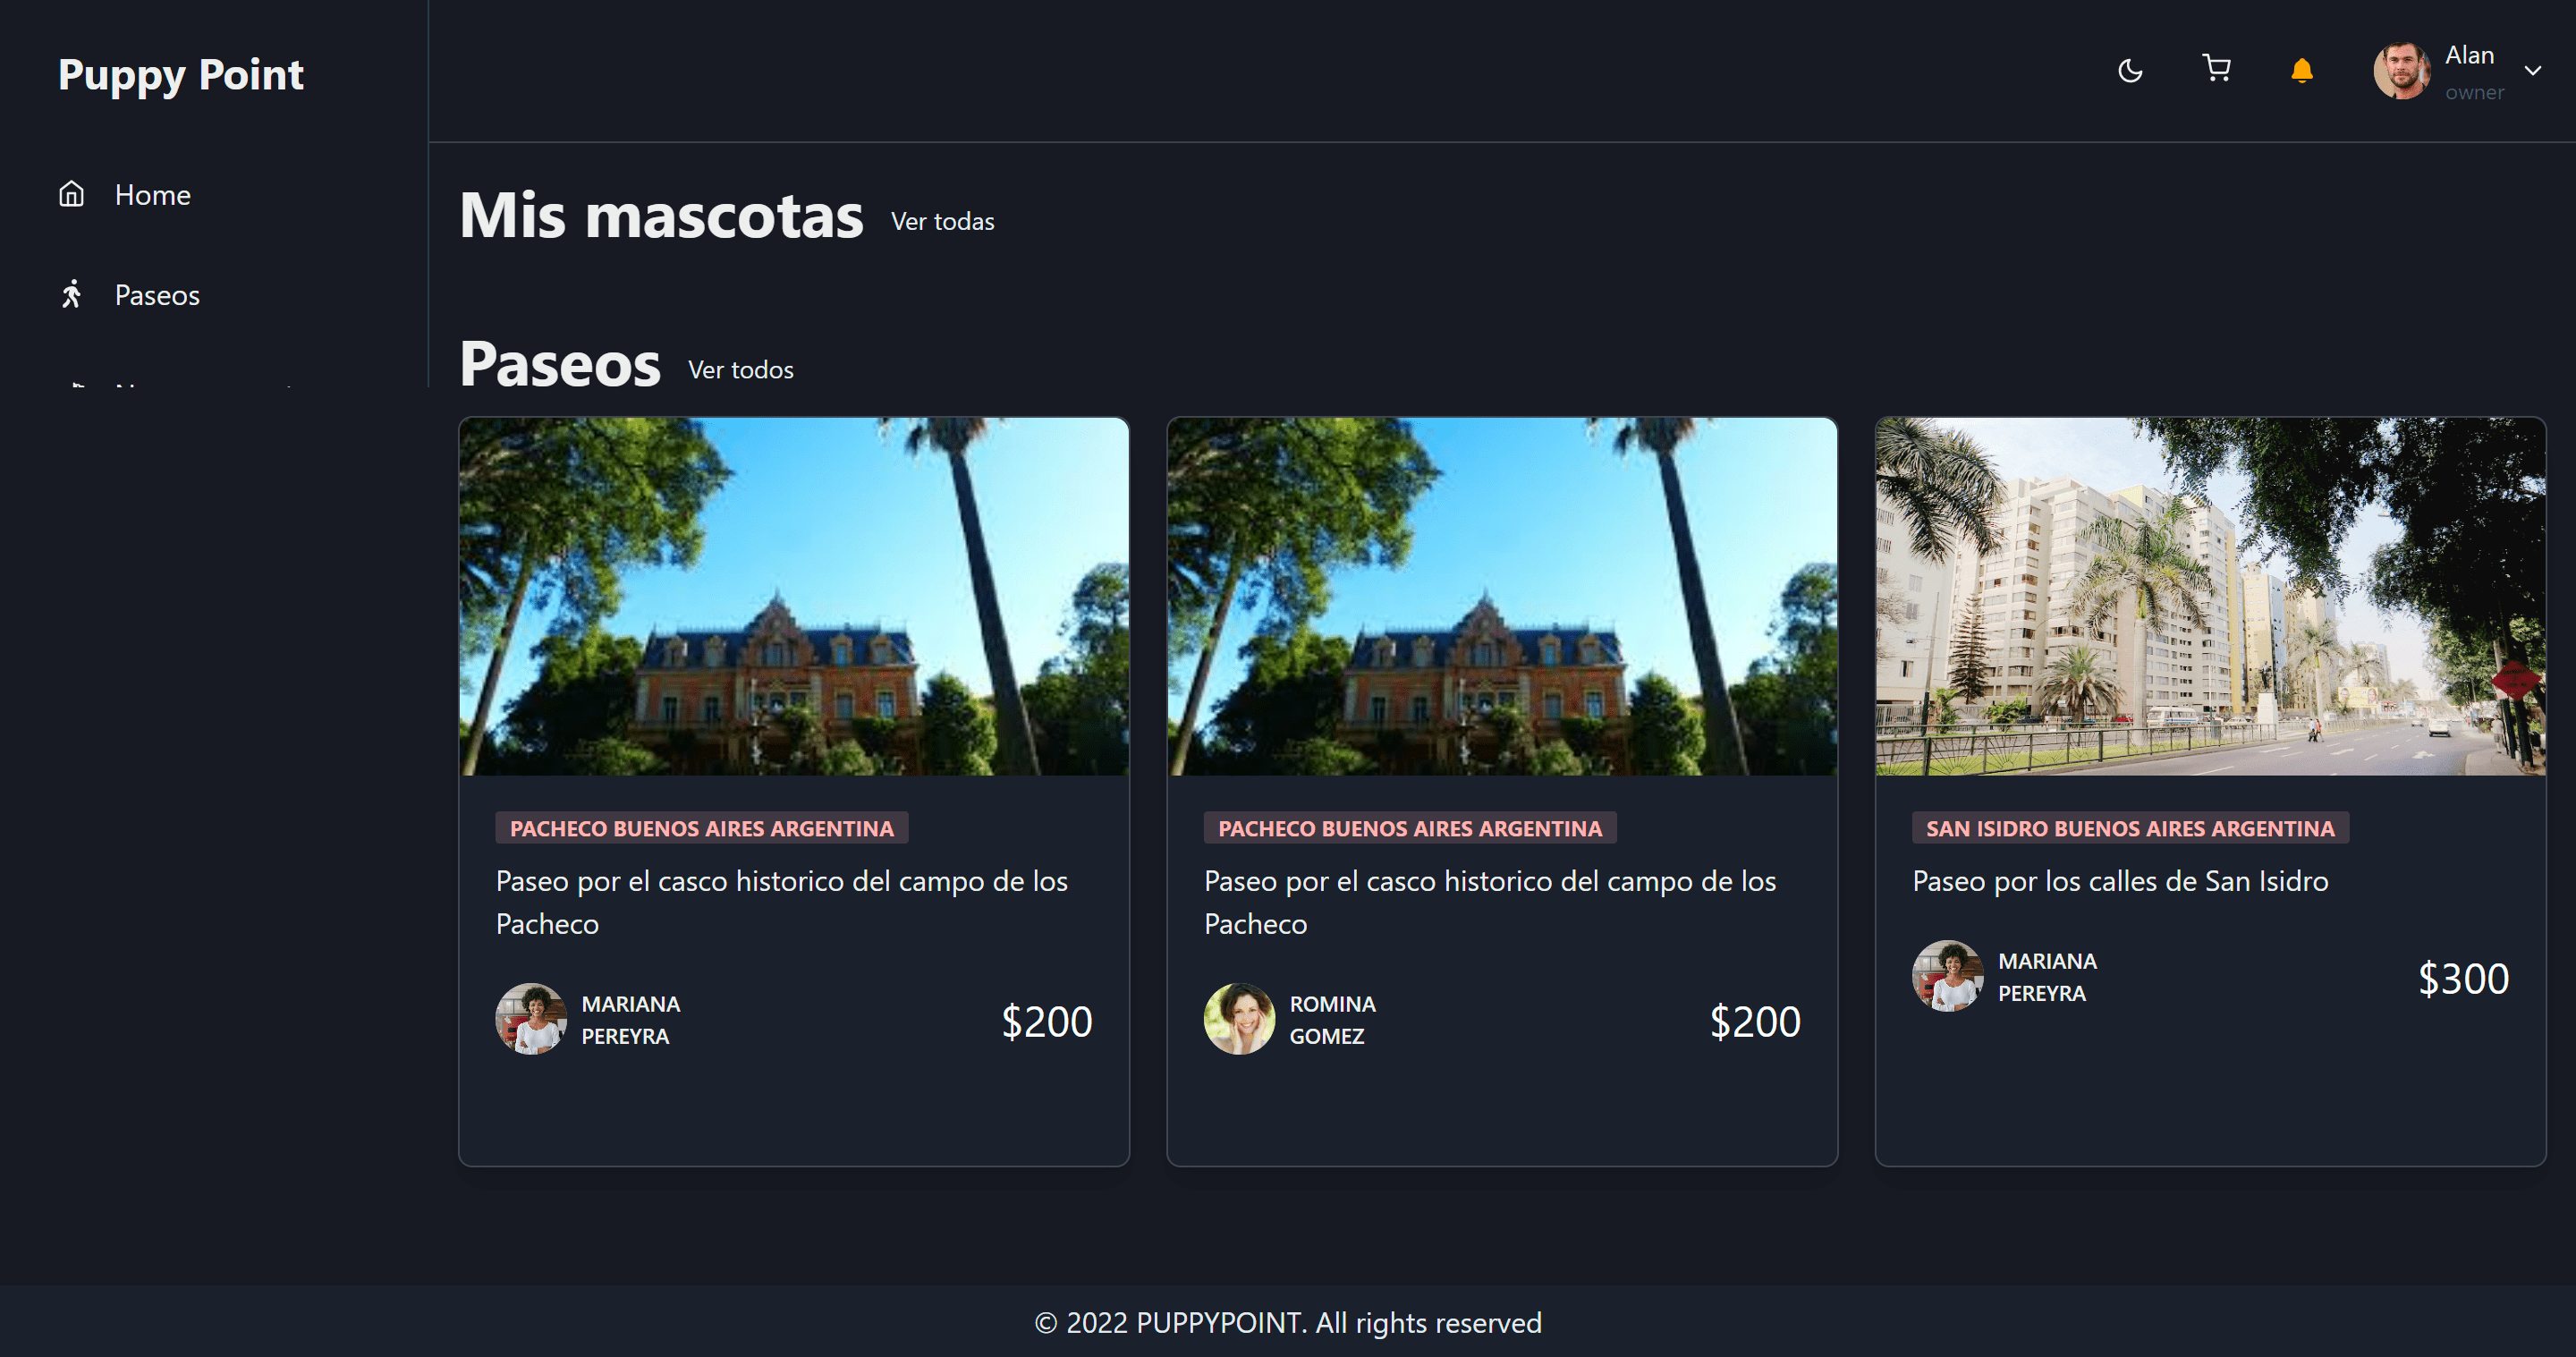 Puppy Point
Alan
owner
Home
Paseos
Mis mascotas Ver todas
Paseos Ver todos
PACHECO BUENOS AIRES ARGENTINA
Paseo por el casco historico del campo de los
Pacheco
MARIANA
PEREYRA
$200
PACHECO BUENOS AIRES ARGENTINA
Paseo por el casco historico del campo de los
Pacheco
ROMINA
GOMEZ
$200
SAN ISIDRO BUENOS AIRES ARGENTINA
Paseo por los calles de San Isidro
MARIANA
PEREYRA
$300
© 2022 PUPPYPOINT. All rights reserved